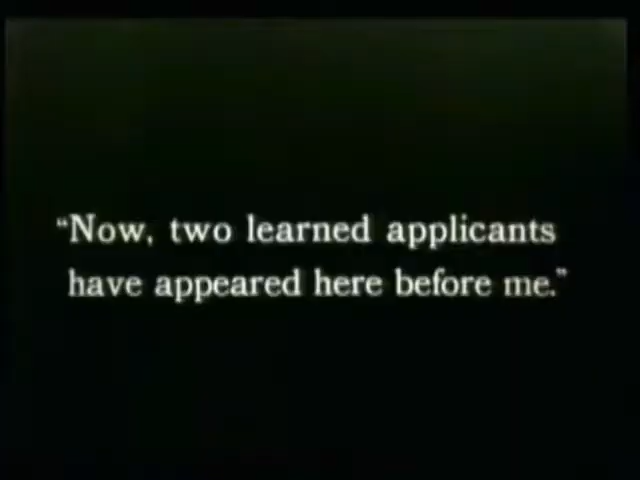 “Now, two learned applicants
have appeared here before me.”